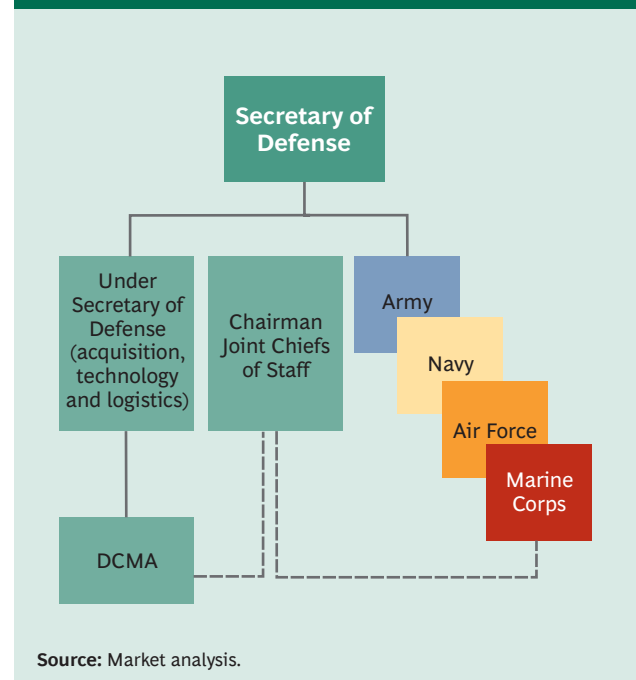 Secretary of
Defense
Under
Secretary of
Defense
(acquisition,
technology
and logistics)
Chairman
Joint Chiefs
of Staff
Army
Navy
Air Force
Marine
Corps
DCMA
Source: Market analysis.